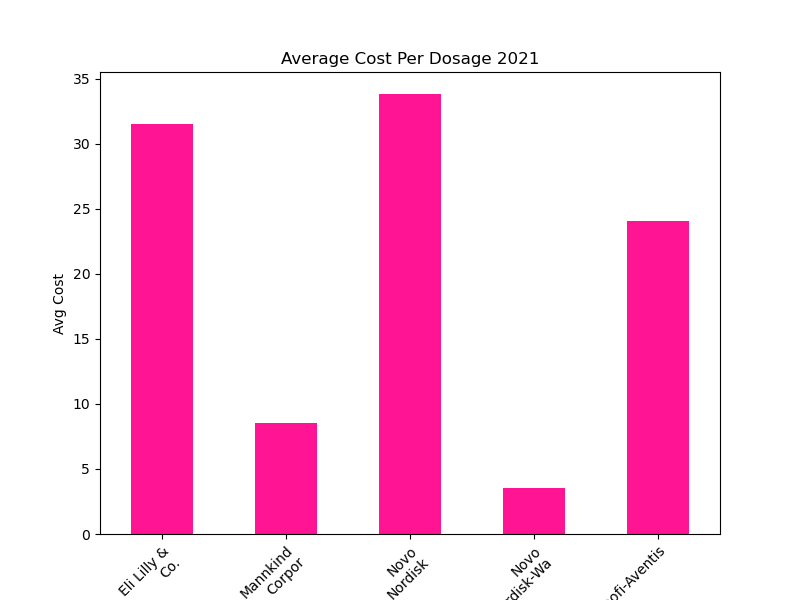 Average Cost Per Dosage 2021
Avg Cost
35
30
25
20
15
10
5
0
Eli Lilly &
Co.
Mannkind
Corpor
Novo
Nordisk
Novo
rdisk-Wa
ofi-Aventis